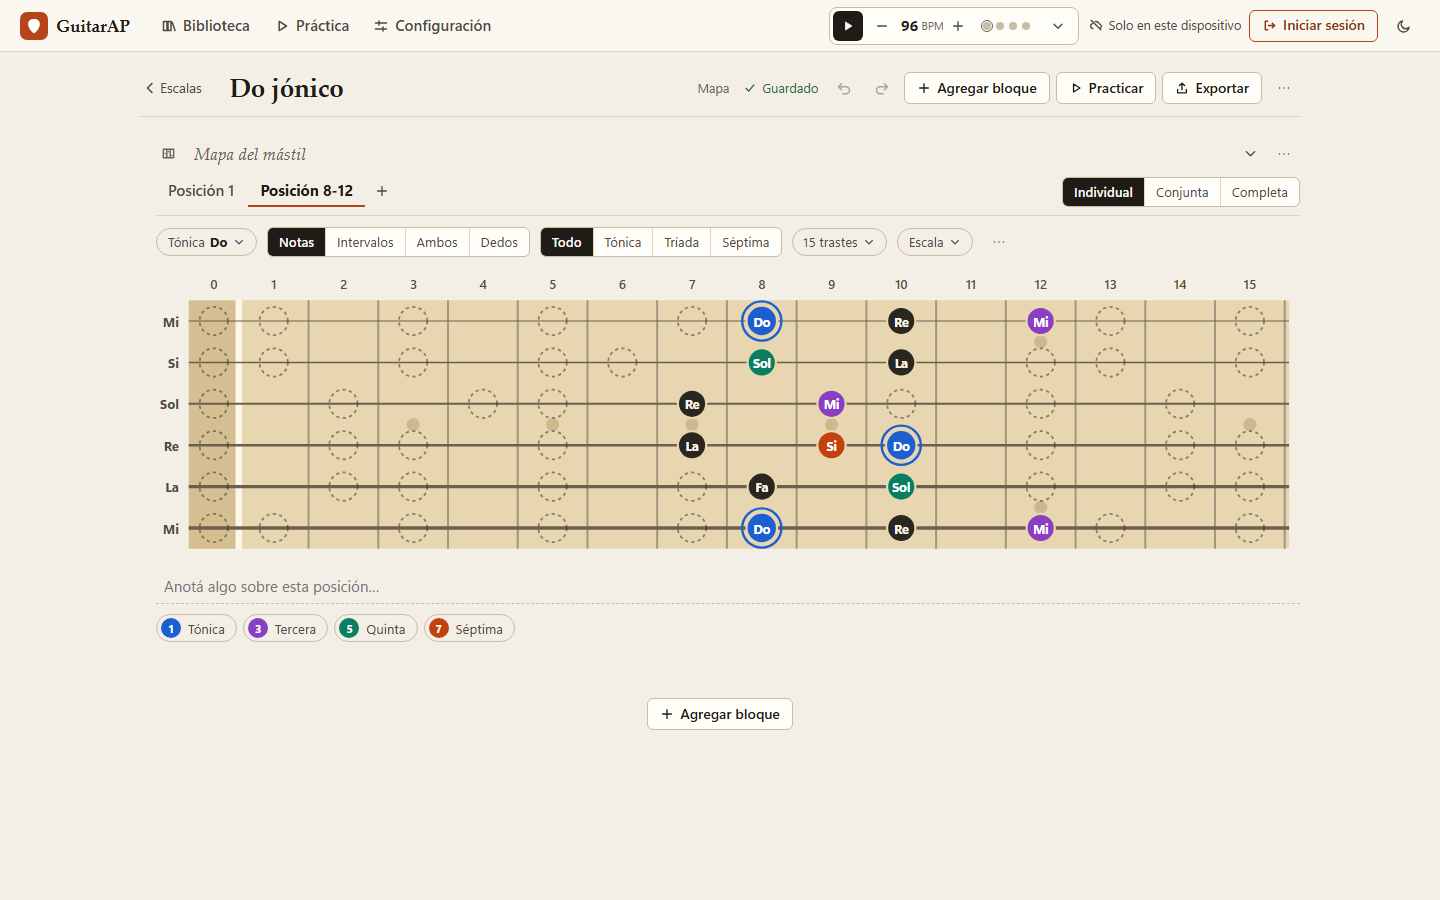 GuitarAP Biblioteca Práctica Configuración 96 BPM Solo en este dispositivo Iniciar sesión
Escalas Do jónico Mapa Guardado Agregar bloque Practicar Exportar ...
Mapa del mástil ...
Posición 1 Posición 8-12 + Individual Conjunta Completa
Tónica Do Notas Intervalos Ambos Dedos Todo Tónica Tríada Séptima 15 trastes Escala ...
0 1 2 3 4 5 6 7 8 9 10 11 12 13 14 15
Mi Do Re Mi
Si Sol La
Sol Re Mi
Re La Si Do
La Fa Sol
Mi Do Re Mi
Anotá algo sobre esta posición...
1 Tónica 3 Tercera 5 Quinta 7 Séptima
Agregar bloque